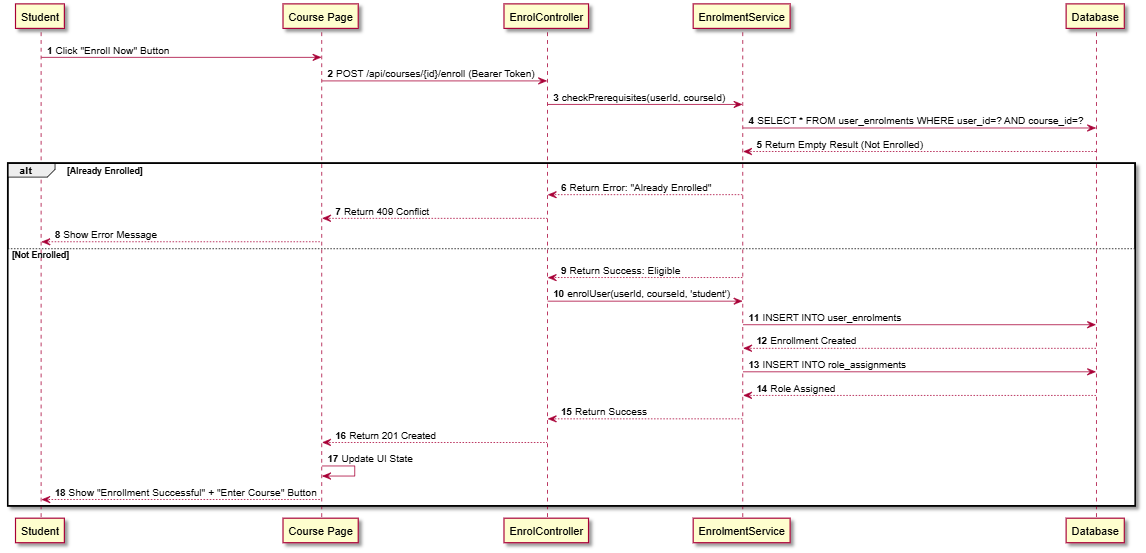 Student Course Page EnrolController EnrolmentService Database
1 Click "Enroll Now" Button
2 POST /api/courses/{id}/enroll (Bearer Token)
3 checkPrerequisites(userId, courseId)
4 SELECT * FROM user_enrolments WHERE user_id=? AND course_id=?
5 Return Empty Result (Not Enrolled)
alt [Already Enrolled]
6 Return Error: "Already Enrolled"
7 Return 409 Conflict
8 Show Error Message
[Not Enrolled]
9 Return Success: Eligible
10 enrolUser(userId, courseId, 'student')
11 INSERT INTO user_enrolments
12 Enrollment Created
13 INSERT INTO role_assignments
14 Role Assigned
15 Return Success
16 Return 201 Created
17 Update UI State
18 Show "Enrollment Successful" + "Enter Course" Button
Student Course Page EnrolController EnrolmentService Database